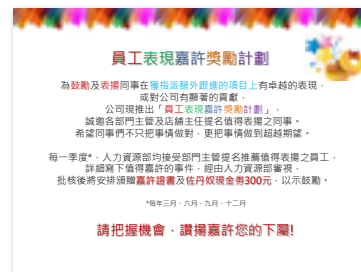 員工表現嘉許獎勵計劃
為鼓勵及表揚同事在獲指派額外跟進的項目上有卓越的表現，
或對公司有顯著的貢獻，
公司現推出「員工表現嘉許獎勵計劃」，
誠邀各部門主管及店舖主任提名值得表揚之同事。
希望同事們不只把事情做對，更把事情做到超越期望。
每一季度*，人力資源部均接受部門主管提名推薦值得表揚之員工，
詳細寫下值得嘉許的事件，經由人力資源部審視，
批核後將安排頒贈嘉許證書及佐丹奴現金劵300元，以示鼓勵。
*每年三月、六月、九月、十二月
請把握機會、讚揚嘉許您的下屬!